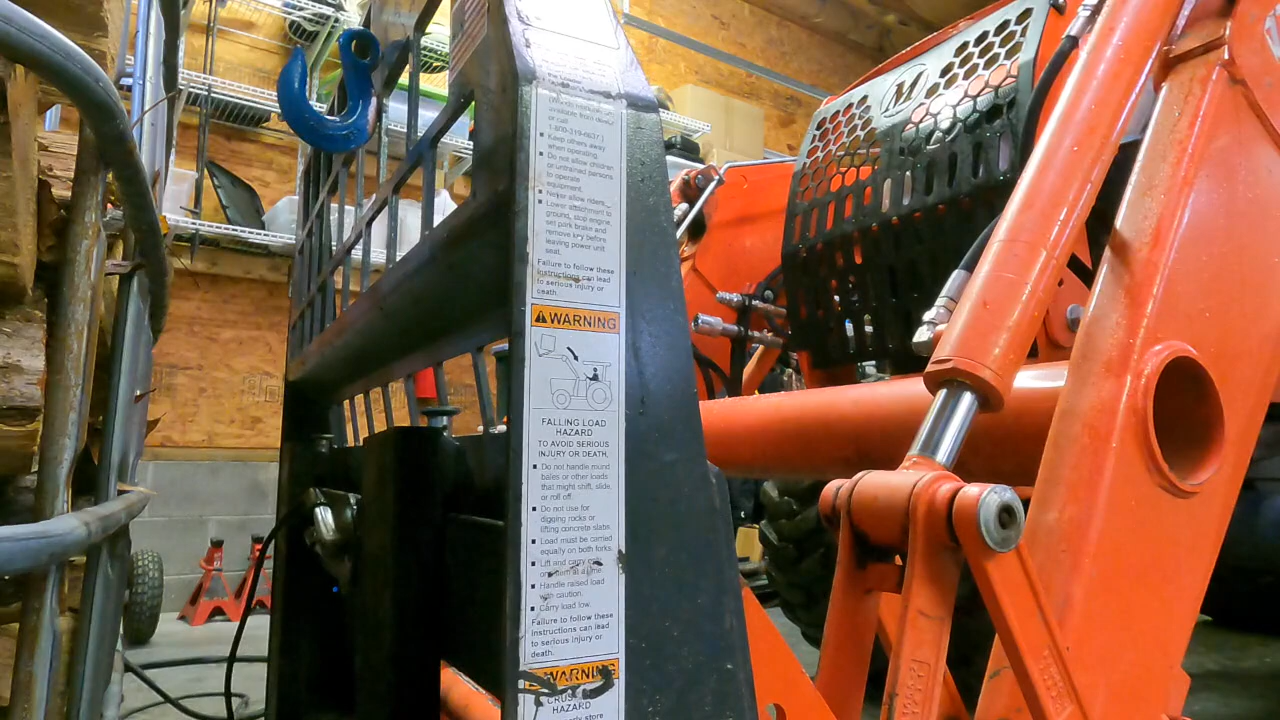 available from dealer
or call
1-800-319-6637.)
■ Keep others away
when operating.
■ Do not allow children
or untrained persons
to operate
equipment.
■ Never allow riders.
■ Lower attachment to
ground, stop engine,
set park brake and
remove key before
leaving power unit
seat.
Failure to follow these
instructions can lead
to serious injury or
death.
WARNING
FALLING LOAD
HAZARD
TO AVOID SERIOUS
INJURY OR DEATH,
■ Do not handle round
bales or other loads
that might shift, slide,
or roll off.
■ Do not use for
digging rocks or
lifting concrete slabs.
■ Load must be carried
equally on both forks.
■ Lift and carry only
one item at a time
■ Handle raised load
with caution.
■ Carry load low.
Failure to follow these
instructions can lead
to serious injury or
death.
WARNING
HAZARD
store
M